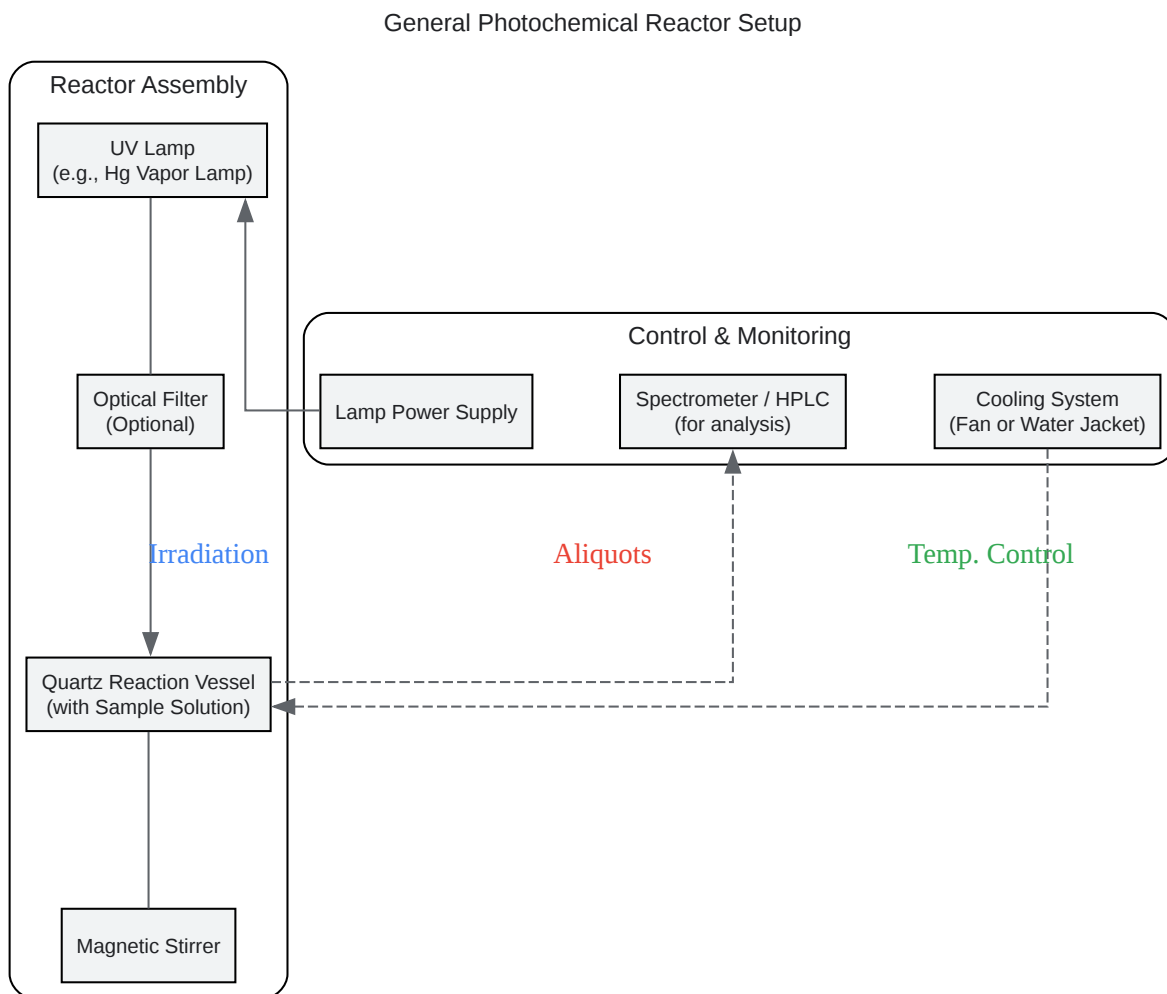 General Photochemical Reactor Setup
Reactor Assembly
UV Lamp
(e.g., Hg Vapor Lamp)
Control & Monitoring
Optical Filter
(Optional)
Lamp Power Supply
Spectrometer / HPLC
(for analysis)
Cooling System
(Fan or Water Jacket)
Irradiation
Aliquots
Temp. Control
Quartz Reaction Vessel
(with Sample Solution)
Magnetic Stirrer